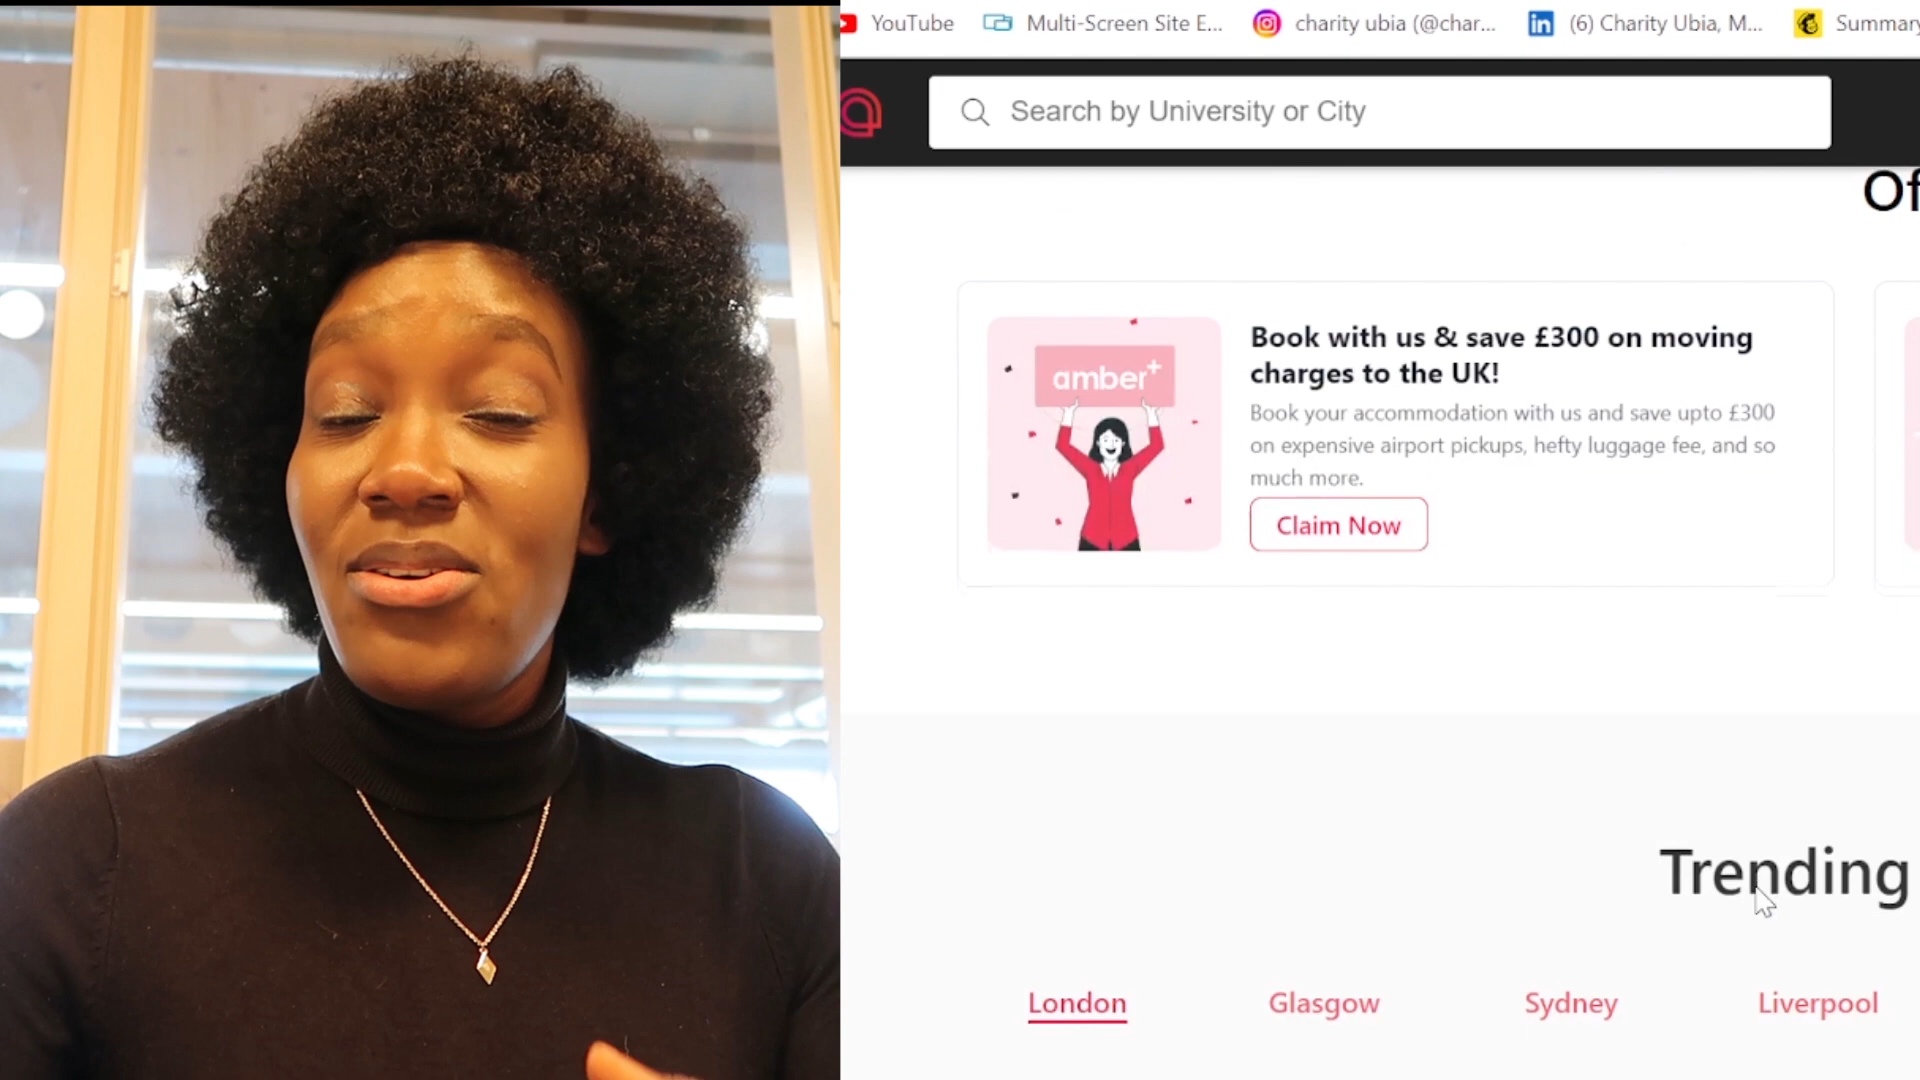 YouTube
Multi-Screen Site E...
charity ubia (@char...
(6) Charity Ubia, M...
Summary
Search by University or City
Of
amber+
Book with us & save £300 on moving
charges to the UK!
Book your accommodation with us and save upto £300
on expensive airport pickups, hefty luggage fee, and so
much more.
Claim Now
Trending
London
Glasgow
Sydney
Liverpool